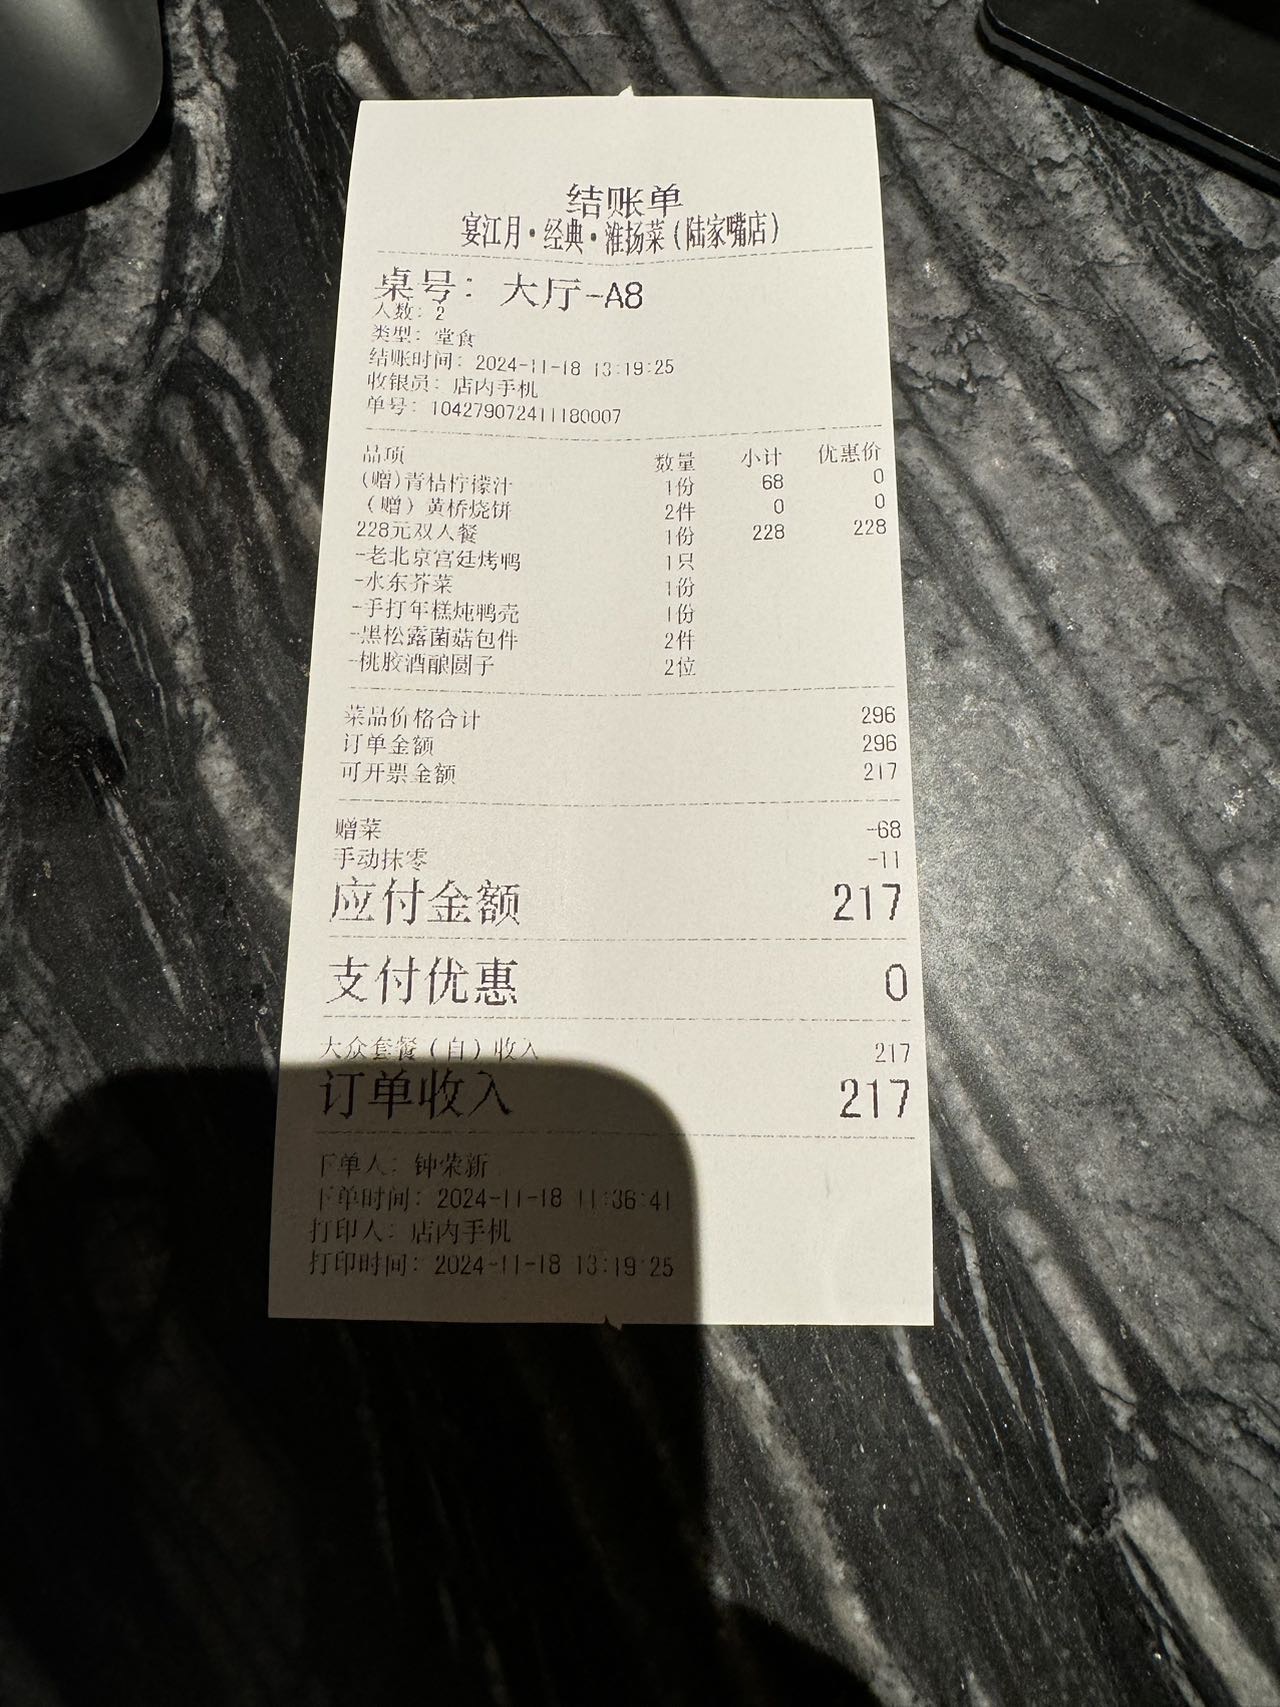 结账单
宴江月·经典·淮扬菜(陆家嘴店)
桌号: 大厅-A8
人数: 2
类型: 堂食
结账时间: 2024-11-18 13:19:25
收银员: 店内手机
单号: 104279072411180007
品项 数量 小计 优惠价
(赠)青桔柠檬汁 1份 68 0
(赠) 黄桥烧饼 2件 0 0
228元双人餐 1份 228 228
-老北京宫廷烤鸭 1只
-水东芥菜 1份
-手打年糕炖鸭壳 1份
-黑松露菌菇包件 2件
-桃胶酒酿圆子 2位
菜品价格合计 296
订单金额 296
可开票金额 217
赠菜 -68
手动抹零 -11
应付金额 217
支付优惠 0
大众套餐(自)收入 217
订单收入 217
下单人: 钟荣新
下单时间: 2024-11-18 11:36:41
打印人: 店内手机
打印时间: 2024-11-18 13:19:25